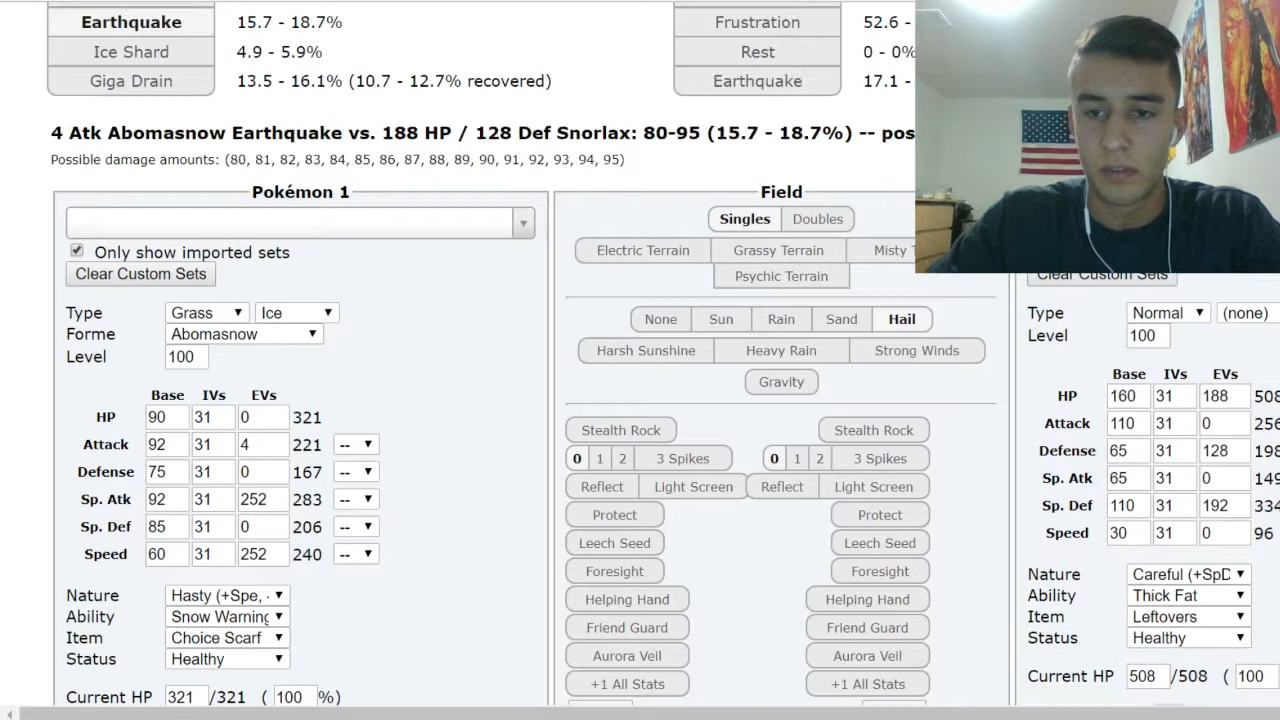 Earthquake 15.7 - 18.7% Frustration 52.6 -
Ice Shard 4.9 - 5.9% Rest 0 - 0%
Giga Drain 13.5 - 16.1% (10.7 - 12.7% recovered) Earthquake 17.1 -
4 Atk Abomasnow Earthquake vs. 188 HP / 128 Def Snorlax: 80-95 (15.7 - 18.7%) -- pos
Possible damage amounts: (80, 81, 82, 83, 84, 85, 86, 87, 88, 89, 90, 91, 92, 93, 94, 95)
Pokémon 1
Only show imported sets
Clear Custom Sets
Type Grass Ice
Forme Abomasnow
Level 100
Base IVs EVs
HP 90 31 0 321
Attack 92 31 4 221 --
Defense 75 31 0 167 --
Sp. Atk 92 31 252 283 --
Sp. Def 85 31 0 206 --
Speed 60 31 252 240 --
Nature Hasty (+Spe, -
Ability Snow Warning
Item Choice Scarf
Status Healthy
Current HP 321 /321 ( 100 %)
Field
Singles Doubles
Electric Terrain Grassy Terrain Misty T
Psychic Terrain
None Sun Rain Sand Hail
Harsh Sunshine Heavy Rain Strong Winds
Gravity
Stealth Rock Stealth Rock
0 1 2 3 Spikes 0 1 2 3 Spikes
Reflect Light Screen Reflect Light Screen
Protect Protect
Leech Seed Leech Seed
Foresight Foresight
Helping Hand Helping Hand
Friend Guard Friend Guard
Aurora Veil Aurora Veil
+1 All Stats +1 All Stats
Clear Custom Sets
Type Normal (none)
Level 100
Base IVs EVs
HP 160 31 188 508
Attack 110 31 0 256
Defense 65 31 128 198
Sp. Atk 65 31 0 149
Sp. Def 110 31 192 334
Speed 30 31 0 96
Nature Careful (+SpD
Ability Thick Fat
Item Leftovers
Status Healthy
Current HP 508 /508 ( 100